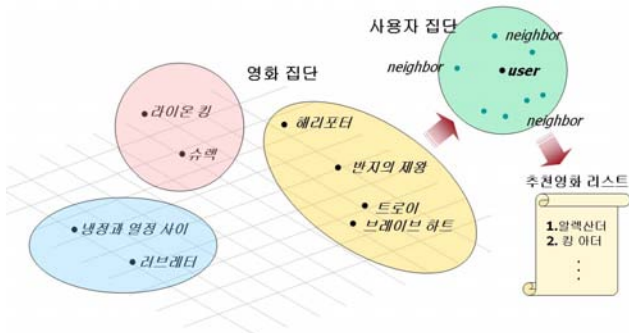 사용자 집단
neighbor
neighbor
user
neighbor
영화 집단
라이온 킹
슈렉
해리포터
반지의 제왕
트로이
브레이브 하트
냉정과 열정 사이
러브레터
추천영화 리스트
1.알렉산더
2. 킹 아더